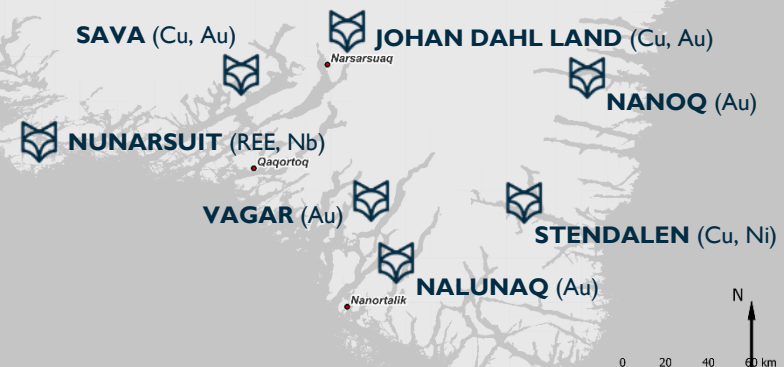 SAVA (Cu, Au)
JOHAN DAHL LAND (Cu, Au)
Narsarsuaq
NANOQ (Au)
NUNARSUIT (REE, Nb)
Qaqortoq
VAGAR (Au)
STENDALEN (Cu, Ni)
NALUNAQ (Au)
Nanortalik
N
0 20 40 60 km